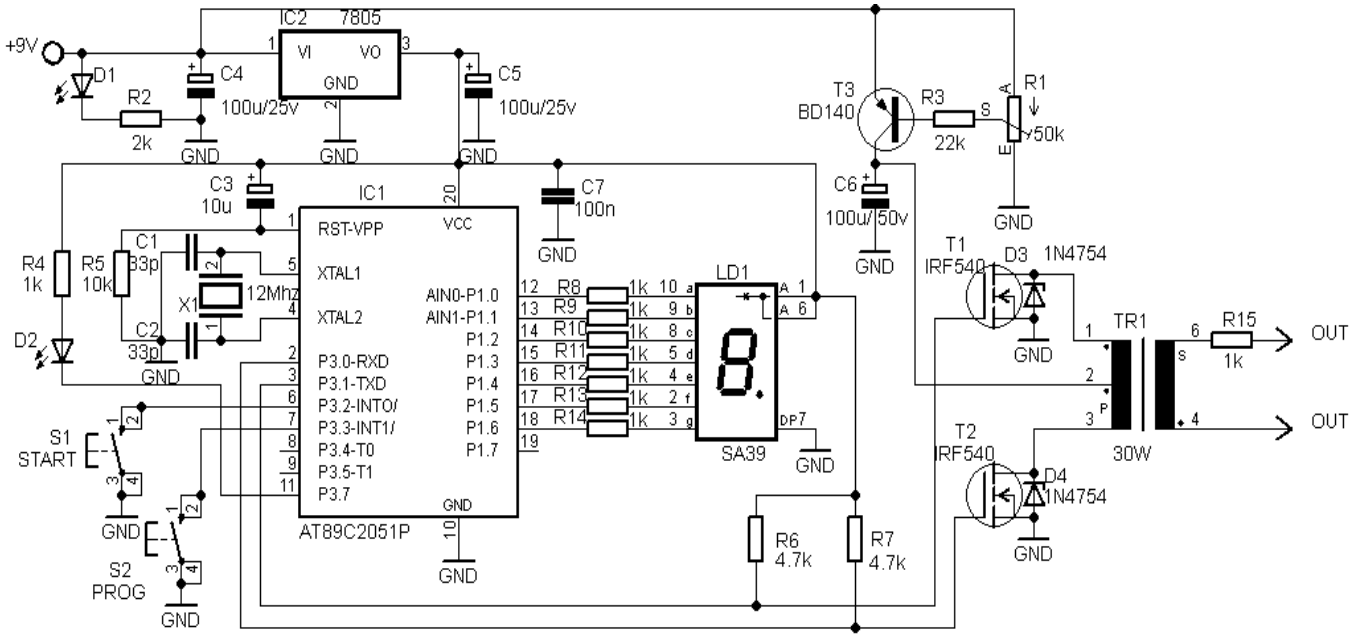 +9V
IC2
7805
1
VI
VO
3
GND
2
GND
D1
R2
2k
C4
100u/25v
GND
C5
100u/25v
GND
T3
BD140
R3
22k
S
A
R1
50k
E
GND
C3
10u
IC1
20
C7
100n
GND
C6
100u/50v
GND
R4
1k
R5
10k
C1
33p
X1
2
1
12Mhz
C2
33p
GND
D2
1
RST-VPP
VCC
5
XTAL1
4
XTAL2
2
P3.0-RXD
3
P3.1-TXD
6
P3.2-INT0/
7
P3.3-INT1/
8
P3.4-T0
9
P3.5-T1
11
P3.7
AIN0-P1.0
12
AIN1-P1.1
13
P1.2
14
P1.3
15
P1.4
16
P1.5
17
P1.6
18
P1.7
19
GND
10
GND
AT89C2051P
R8
1k
10
a
R9
1k
9
b
R10
1k
8
c
R11
1k
5
d
R12
1k
4
e
R13
1k
2
f
R14
1k
3
g
LD1
A
1
A
6
DP7
SA39
GND
T1
IRF540
D3
1N4754
GND
T2
IRF540
D4
1N4754
GND
TR1
1
2
P
3
6
S
4
30W
R15
1k
OUT
OUT
S1
START
1
2
3
4
GND
S2
PROG
1
2
3
4
GND
R6
4.7k
R7
4.7k